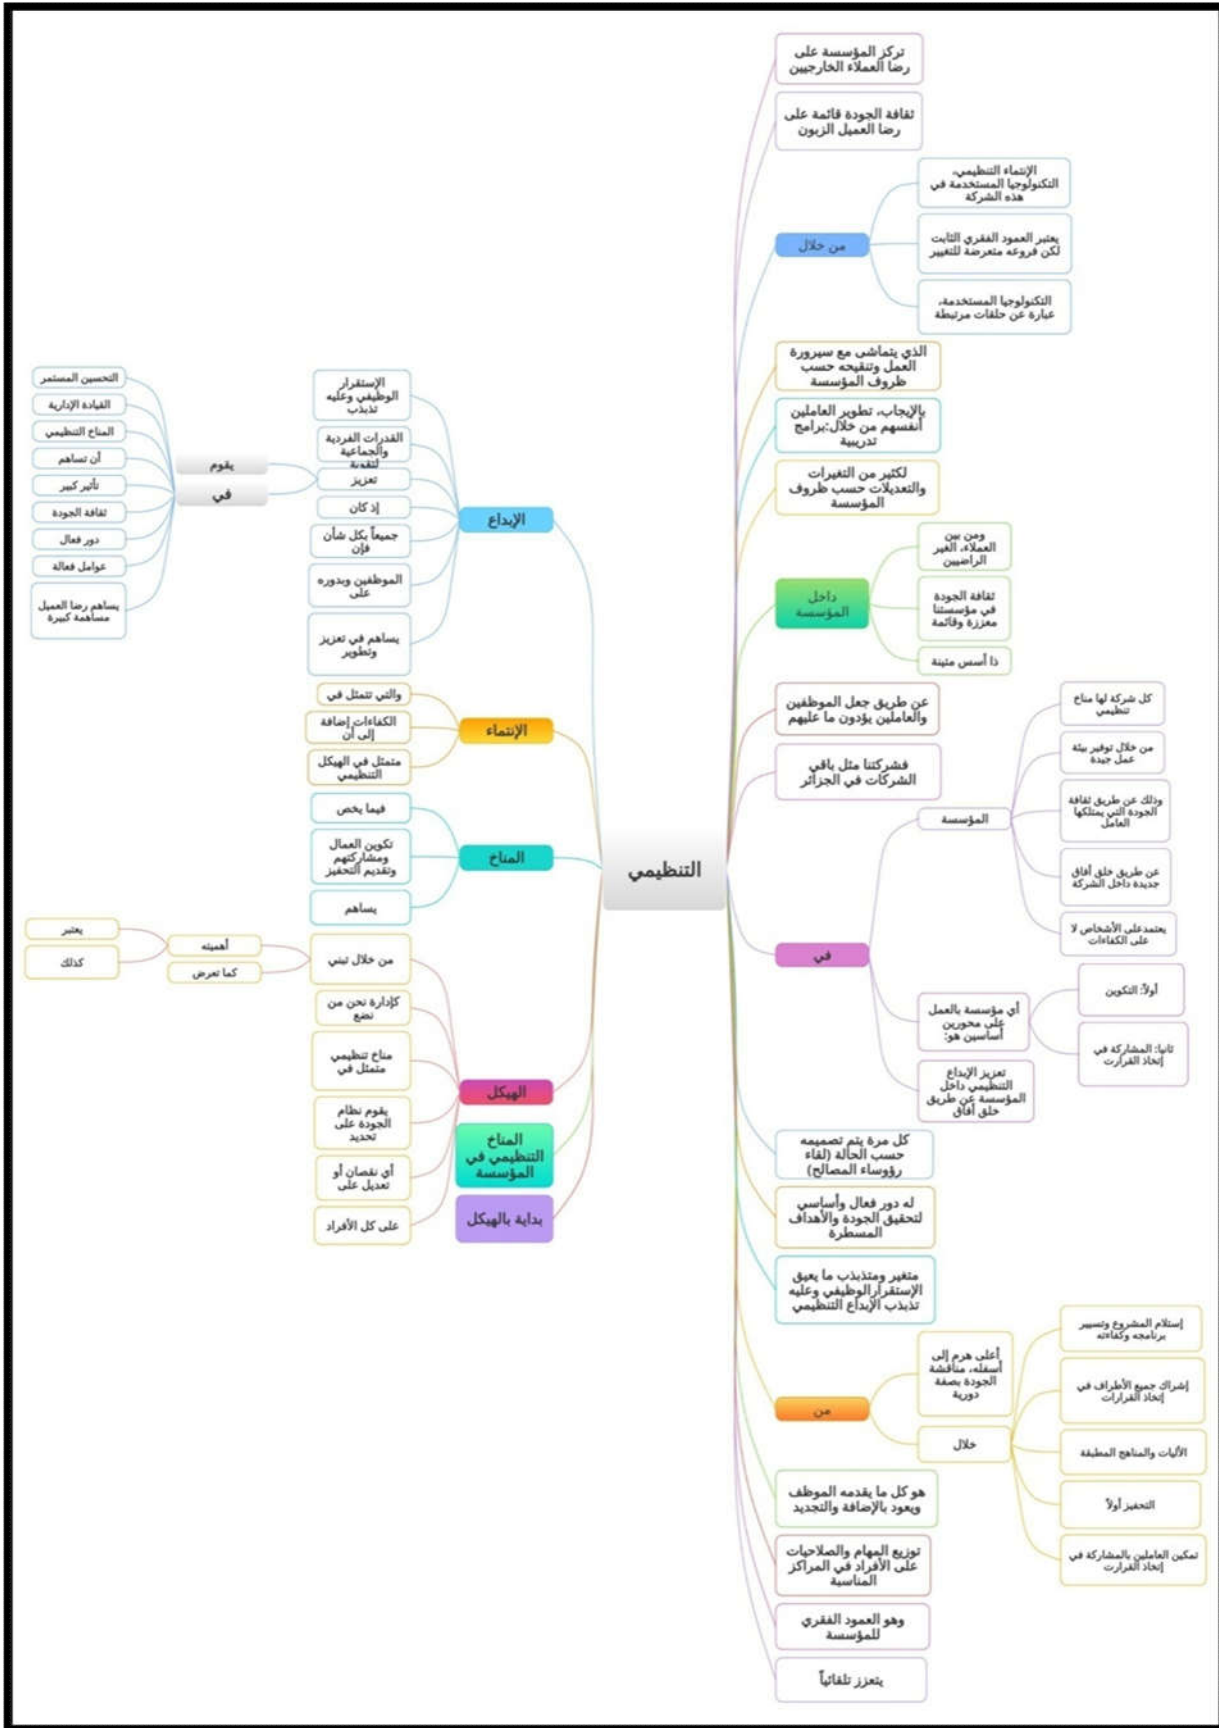 تركز المؤسسة على
رضا العملاء الخارجيين
ثقافة الجودة قائمة على
رضا العميل الزبون
من خلال
الإنتماء التنظيمي،
التكنولوجيا المستخدمة في
هذه الشركة
يعتبر العمود الفقري الثابت
لكن فروعه متعرضة للتغيير
التكنولوجيا المستخدمة،
عبارة عن حلقات مرتبطة
الذي يتماشى مع سيرورة
العمل وتنقيحه حسب
ظروف المؤسسة
بالإيجاب، تطوير العاملين
أنفسهم من خلال:برامج
تدريبية
لكثير من التغيرات
والتعديلات حسب ظروف
المؤسسة
داخل
المؤسسة
ومن بين
العملاء، الغير
الراضيين
ثقافة الجودة
في مؤسستنا
معززة وقائمة
ذا أسس متينة
عن طريق جعل الموظفين
والعاملين يؤدون ما عليهم
فشركتنا مثل باقي
الشركات في الجزائر
في
المؤسسة
كل شركة لها مناخ
تنظيمي
من خلال توفير بيئة
عمل جيدة
وذلك عن طريق ثقافة
الجودة التي يمتلكها
العامل
عن طريق خلق أفاق
جديدة داخل الشركة
يعتمدعلى الأشخاص لا
على الكفاءات
أي مؤسسة بالعمل
على محورين
أساسين هو:
أولاً: التكوين
ثانيا: المشاركة في
إتخاذ القرارت
تعزيز الإبداع
التنظيمي داخل
المؤسسة عن طريق
خلق أفاق
كل مرة يتم تصميمه
حسب الحالة (لقاء
رؤوساء المصالح)
له دور فعال وأساسي
لتحقيق الجودة والأهداف
المسطرة
متغير ومتذبذب ما يعيق
الإستقرارالوظيفي وعليه
تذبذب الإبداع التنظيمي
من
أعلى هرم إلى
أسفله، مناقشة
الجودة بصفة
دورية
خلال
إستلام المشروع وتسيير
برنامجه وكفاءته
إشراك جميع الأطراف في
إتخاذ القرارات
الأليات والمناهج المطبقة
التحفيز أولاً
تمكين العاملين بالمشاركة في
إتخاذ القرارت
هو كل ما يقدمه الموظف
ويعود بالإضافة والتجديد
توزيع المهام والصلاحيات
على الأفراد في المراكز
المناسبة
وهو العمود الفقري
للمؤسسة
يتعزز تلقائياً
التنظيمي
الإبداع
الإستقرار
الوظيفي وعليه
تذبذب
القدرات الفردية
والجماعية
لتقوية
تعزيز
إذ كان
جميعاً بكل شأن
فإن
الموظفين وبدوره
على
يساهم في تعزيز
وتطوير
يقوم
في
التحسين المستمر
القيادة الإدارية
المناخ التنظيمي
أن تساهم
تأثير كبير
ثقافة الجودة
دور فعال
عوامل فعالة
يساهم رضا العميل
مساهمة كبيرة
الإنتماء
والتي تتمثل في
الكفاءات إضافة
إلى أن
متمثل في الهيكل
التنظيمي
المناخ
فيما يخص
تكوين العمال
ومشاركتهم
وتقديم التحفيز
يساهم
الهيكل
من خلال تبني
أهميته
كما تعرض
يعتبر
كذلك
كإدارة نحن من
نضع
مناخ تنظيمي
متمثل في
يقوم نظام
الجودة على
تحديد
أي نقصان أو
تعديل على
على كل الأفراد
المناخ
التنظيمي في
المؤسسة
بداية بالهيكل